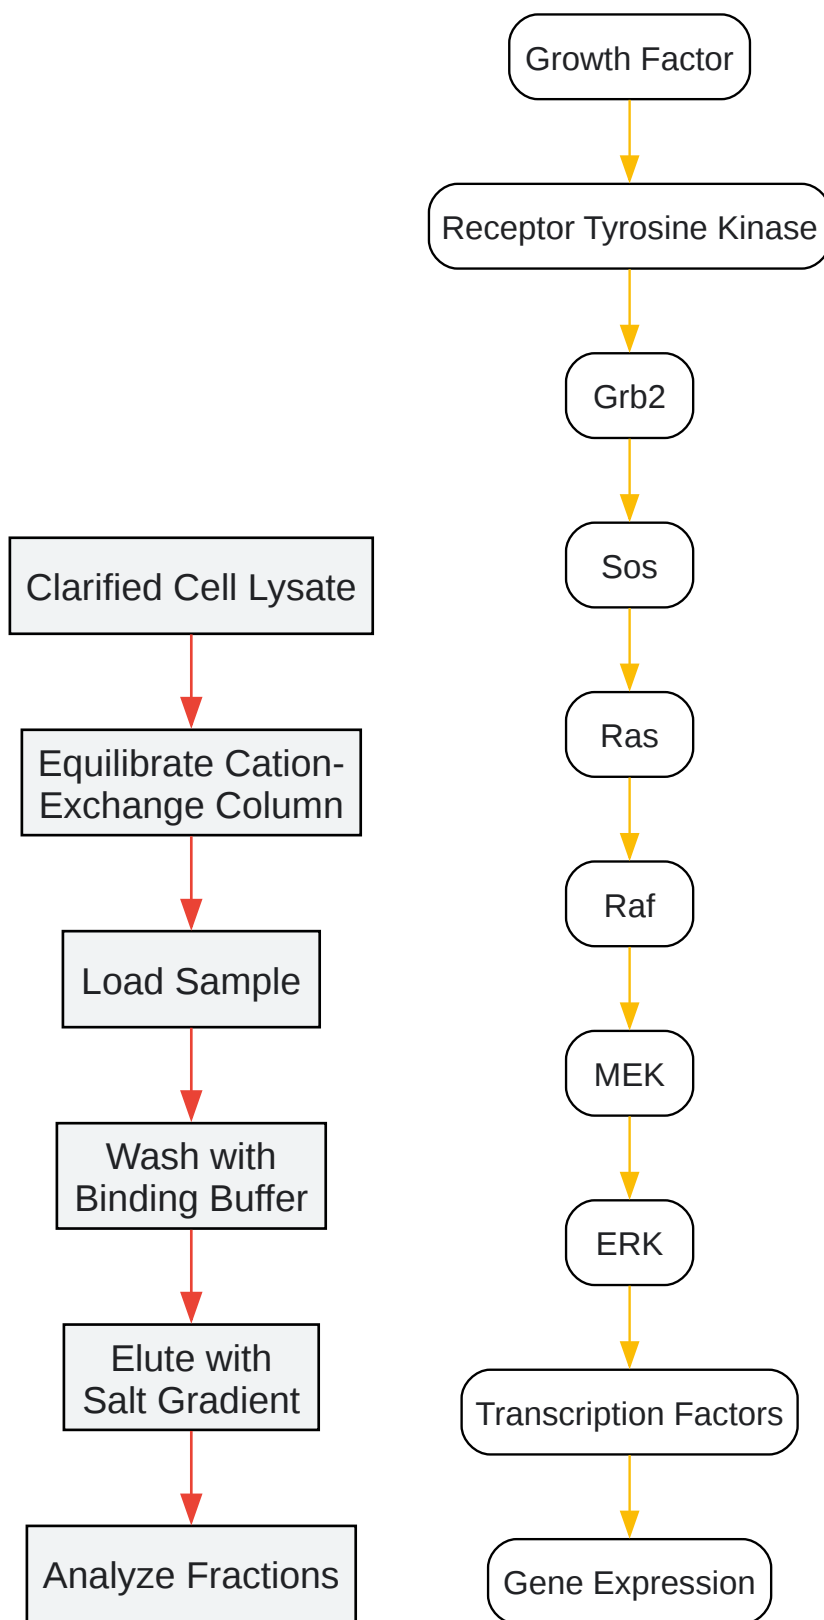 Clarified Cell Lysate
Equilibrate Cation-
Exchange Column
Load Sample
Wash with
Binding Buffer
Elute with
Salt Gradient
Analyze Fractions
Growth Factor
Receptor Tyrosine Kinase
Grb2
Sos
Ras
Raf
MEK
ERK
Transcription Factors
Gene Expression